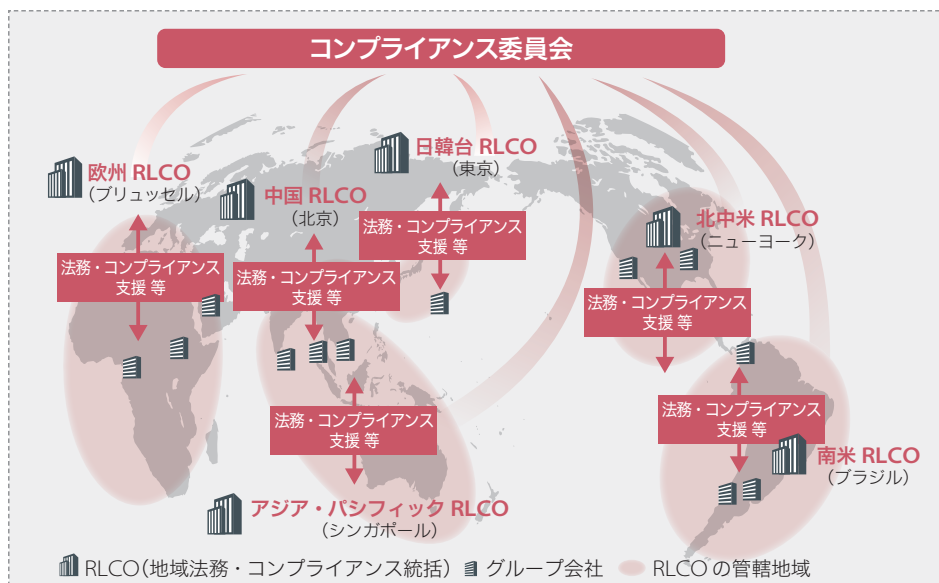 コンプライアンス委員会
日韓台 RLCO
(東京)
欧州 RLCO
(ブリュッセル)
中国 RLCO
(北京)
北中米 RLCO
(ニューヨーク)
法務・コンプライアンス
支援 等
法務・コンプライアンス
支援 等
法務・コンプライアンス
支援 等
法務・コンプライアンス
支援 等
法務・コンプライアンス
支援 等
法務・コンプライアンス
支援 等
南米 RLCO
(ブラジル)
アジア・パシフィック RLCO
(シンガポール)
RLCO(地域法務・コンプライアンス統括) グループ会社 RLCO の管轄地域